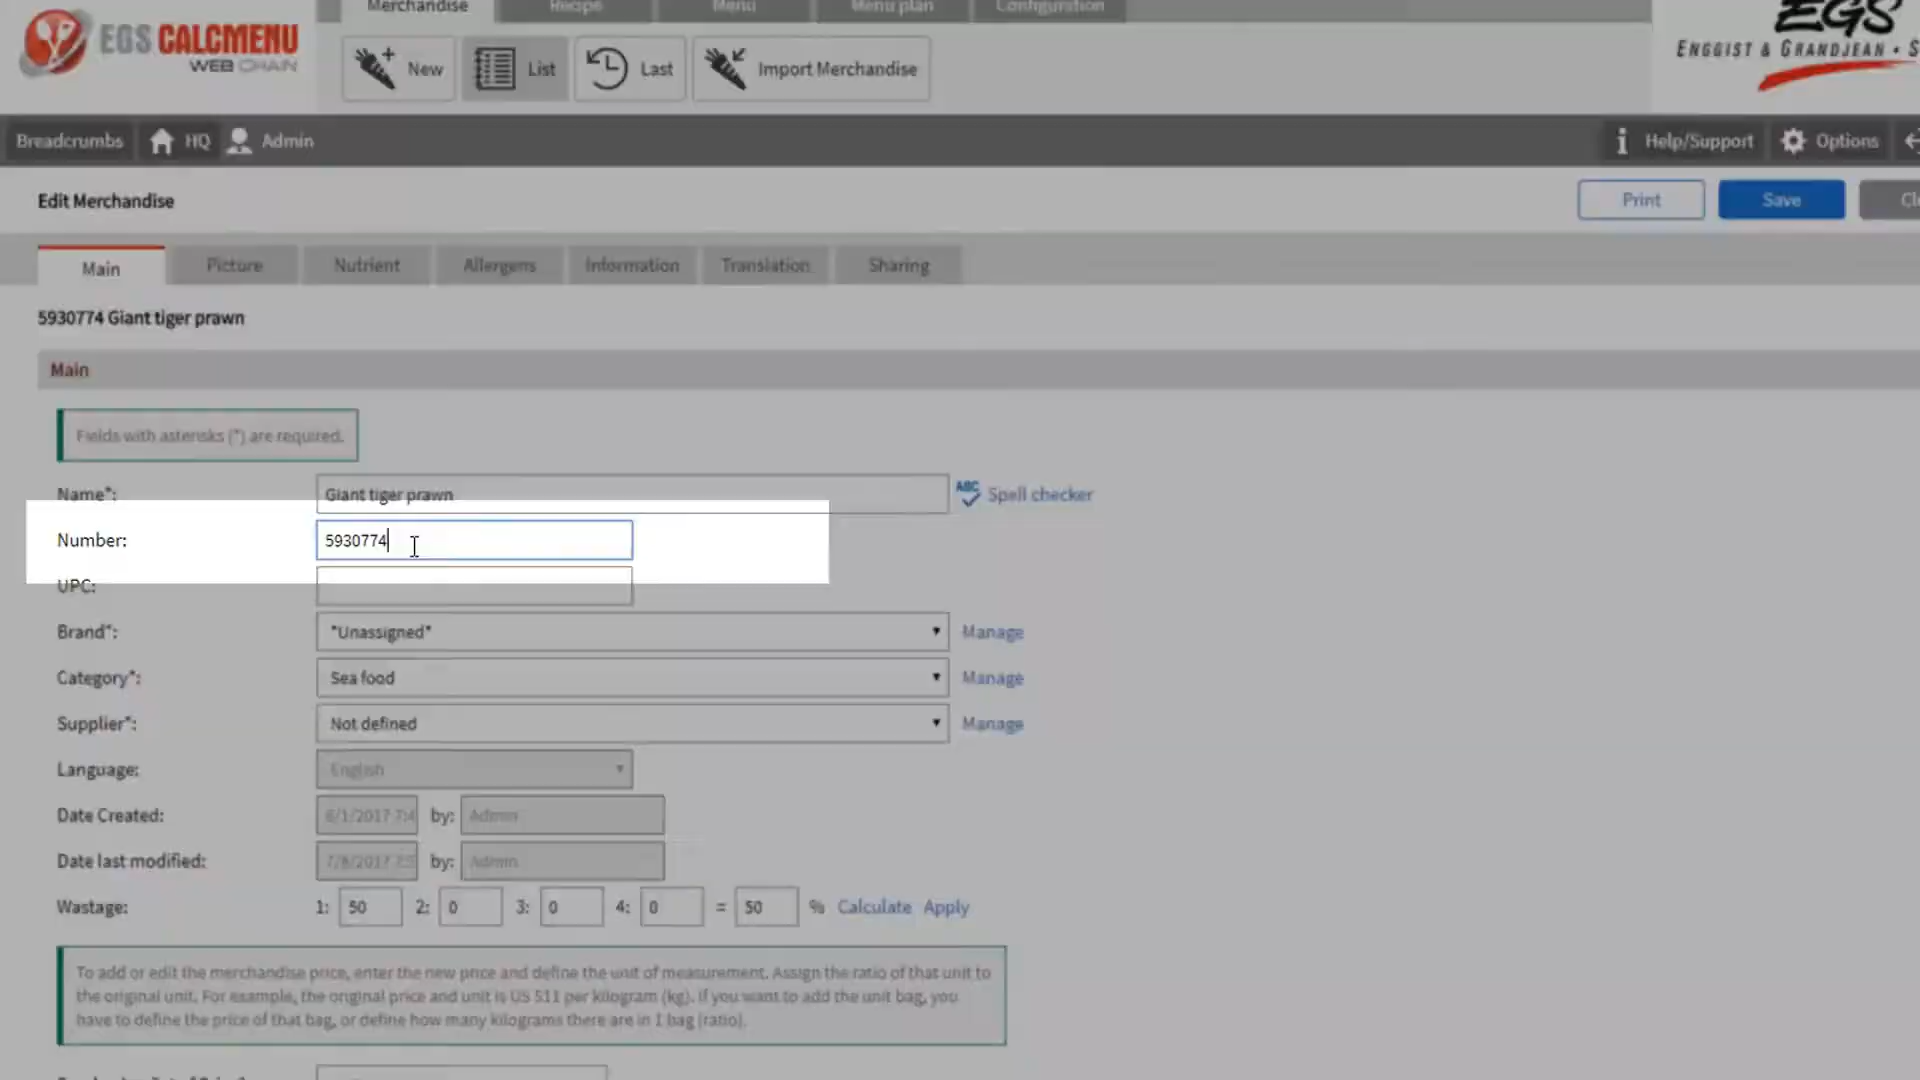 EGS CALCMENU
WEB CHAIN
Merchandise Recipe Menu Menu plan Configuration
New List Last Import Merchandise
EGS
ENGGIST & GRANDJEAN • S
Breadcrumbs HQ Admin Help/Support Options
Edit Merchandise Print Save
Main Picture Nutrient Allergens Information Translation Sharing
5930774 Giant tiger prawn
Main
Fields with asterisks (*) are required.
Name*: Giant tiger prawn ABC Spell checker
Number: 5930774
UPC:
Brand*: *Unassigned* Manage
Category*: Sea food Manage
Supplier*: Not defined Manage
Language: English
Date Created: 6/1/2017 7:4 by: Admin
Date last modified: by: Admin
Wastage: 1: 50 2: 0 3: 0 4: 0 = 50 % Calculate Apply
To add or edit the merchandise price, enter the new price and define the unit of measurement. Assign the ratio of that unit to
the original unit. For example, the original price and unit is US $11 per kilogram (kg). If you want to add the unit bag, you
have to define the price of that bag, or define how many kilograms there are in 1 bag (ratio).